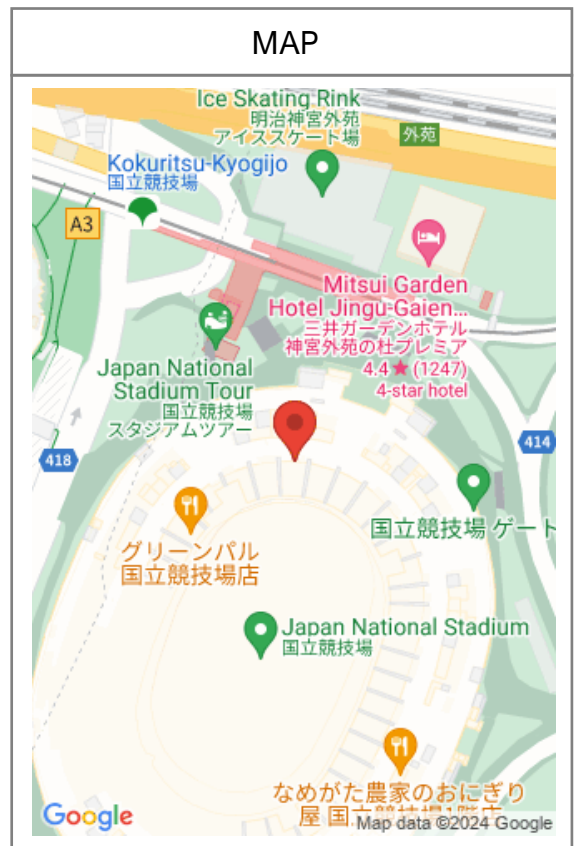 MAP
Ice Skating Rink
明治神宮外苑
アイススケート場
外苑
Kokuritsu-Kyogijo
国立競技場
A3
Mitsui Garden
Hotel Jingu-Gaien...
三井ガーデンホテル
神宮外苑の杜プレミア
4.4★ (1247)
4-star hotel
Japan National
Stadium Tour
国立競技場
スタジアムツアー
418
414
国立競技場 ゲート
グリーンパル
国立競技場店
Japan National Stadium
国立競技場
なめがた農家のおにぎり
屋 国
Google
Map data ©2024 Google